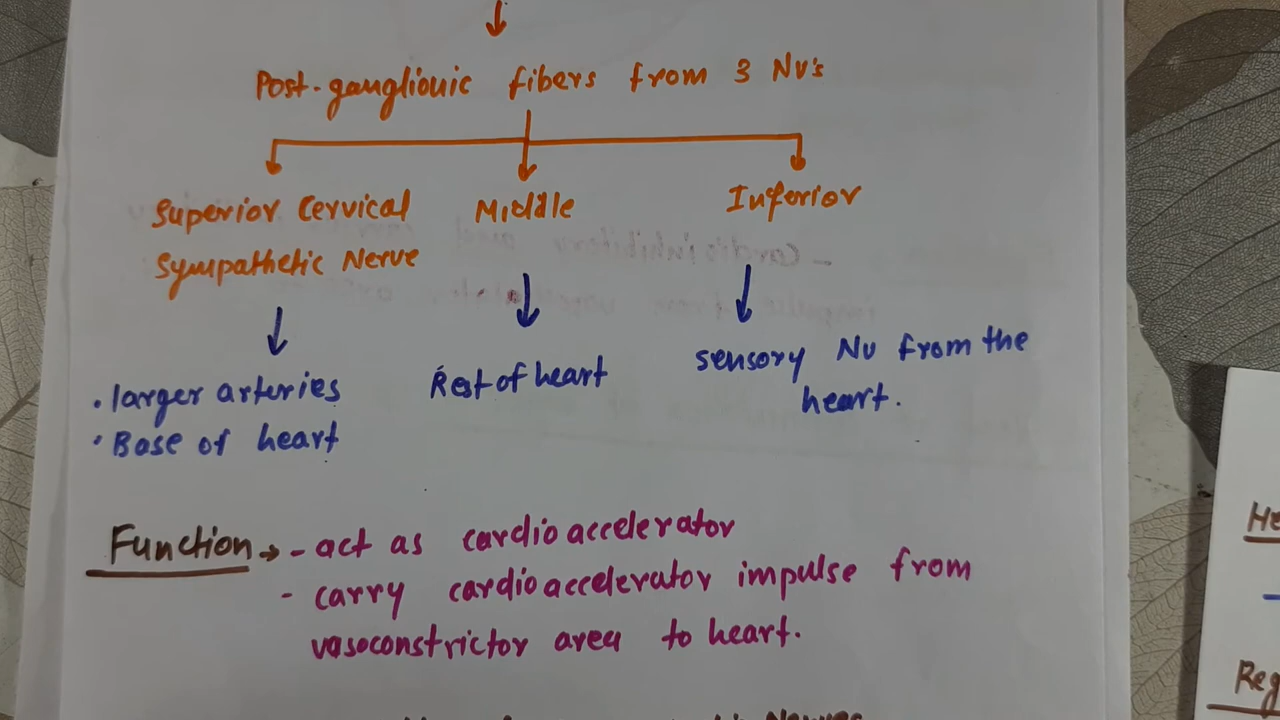 Post-ganglionic fibers from 3 Nv's
Superior Cervical
Sympathetic Nerve
Middle
Inferior
• larger arteries
• Base of heart
Rest of heart
sensory Nv from the
heart.
Function → - act as cardioaccelerator
- carry cardioaccelerator impulse from
vasoconstrictor area to heart.